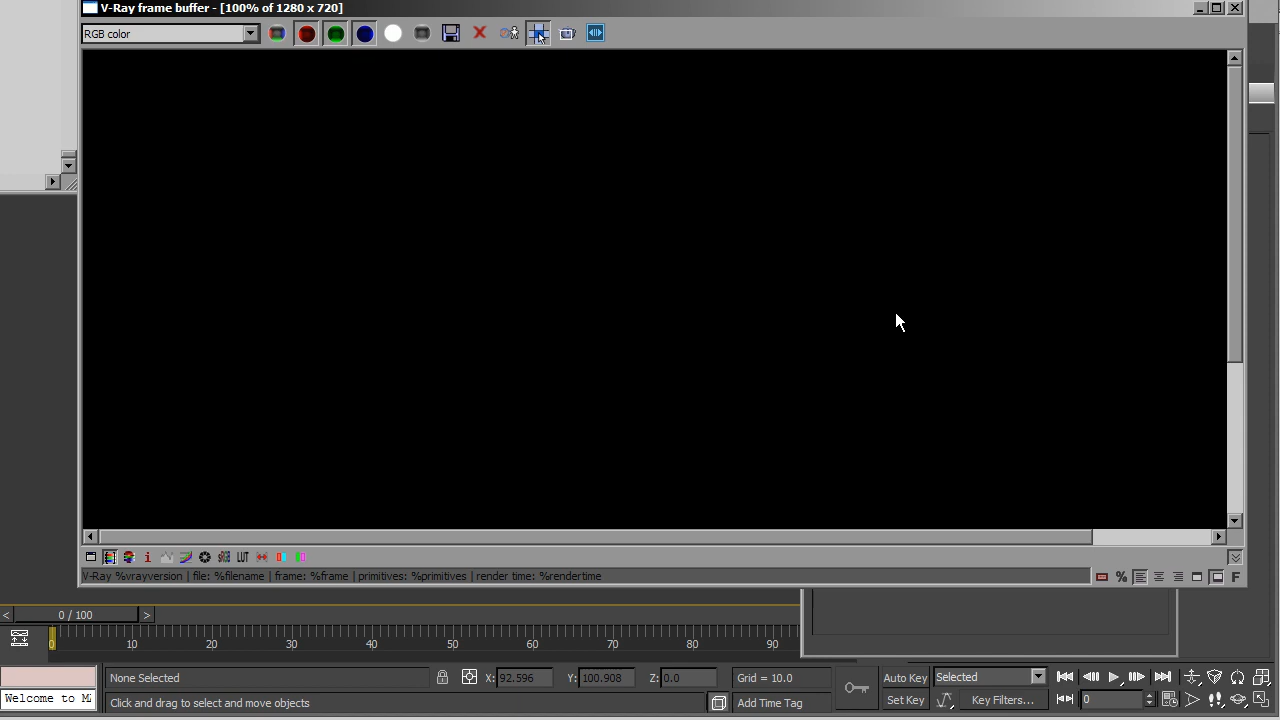 V-Ray frame buffer - [100% of 1280 x 720]
RGB color
sRGB LUT
V-Ray %vrayversion | file: %filename | frame: %frame | primitives: %primitives | render time: %rendertime
% F
< 0 / 100 >
0 10 20 30 40 50 60 70 80 90
None Selected X: 92.596 Y: 100.908 Z: 0.0 Grid = 10.0 Auto Key Selected
Welcome to M Click and drag to select and move objects Add Time Tag Set Key Key Filters... 0